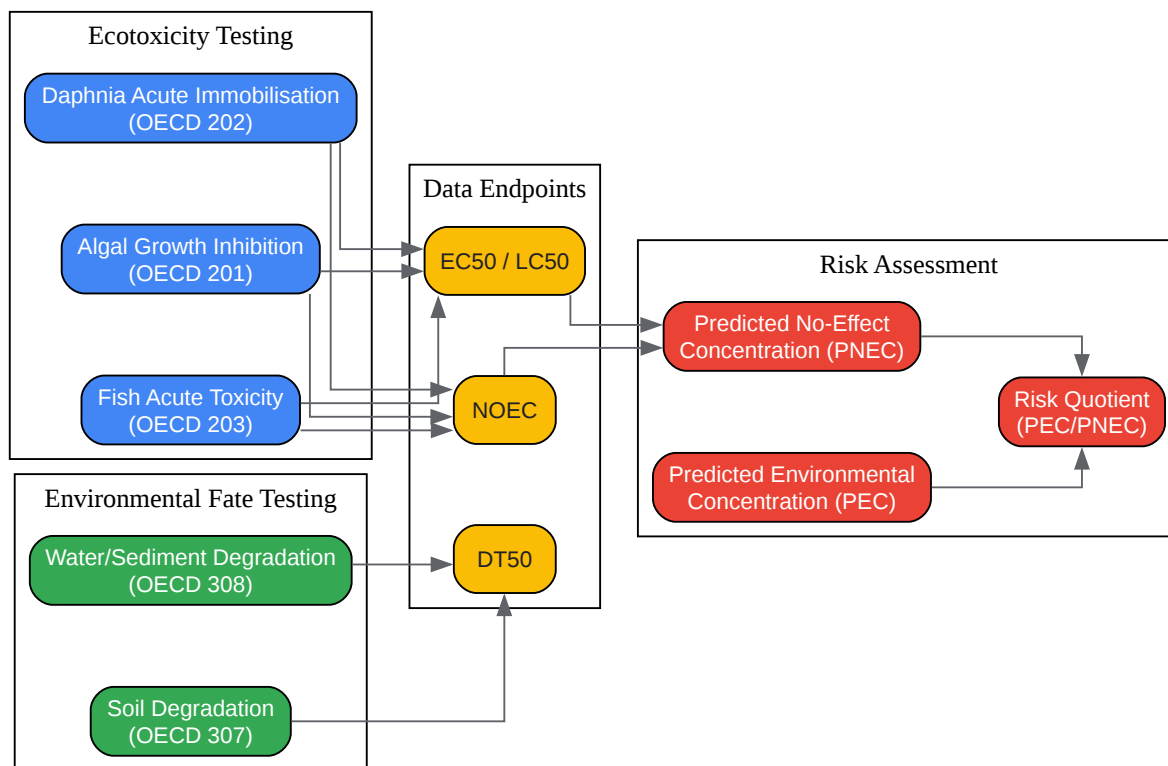 Ecotoxicity Testing
Daphnia Acute Immobilisation
(OECD 202)
Algal Growth Inhibition
(OECD 201)
Fish Acute Toxicity
(OECD 203)
Environmental Fate Testing
Water/Sediment Degradation
(OECD 308)
Soil Degradation
(OECD 307)
Data Endpoints
EC50 / LC50
NOEC
DT50
Risk Assessment
Predicted No-Effect
Concentration (PNEC)
Predicted Environmental
Concentration (PEC)
Risk Quotient
(PEC/PNEC)